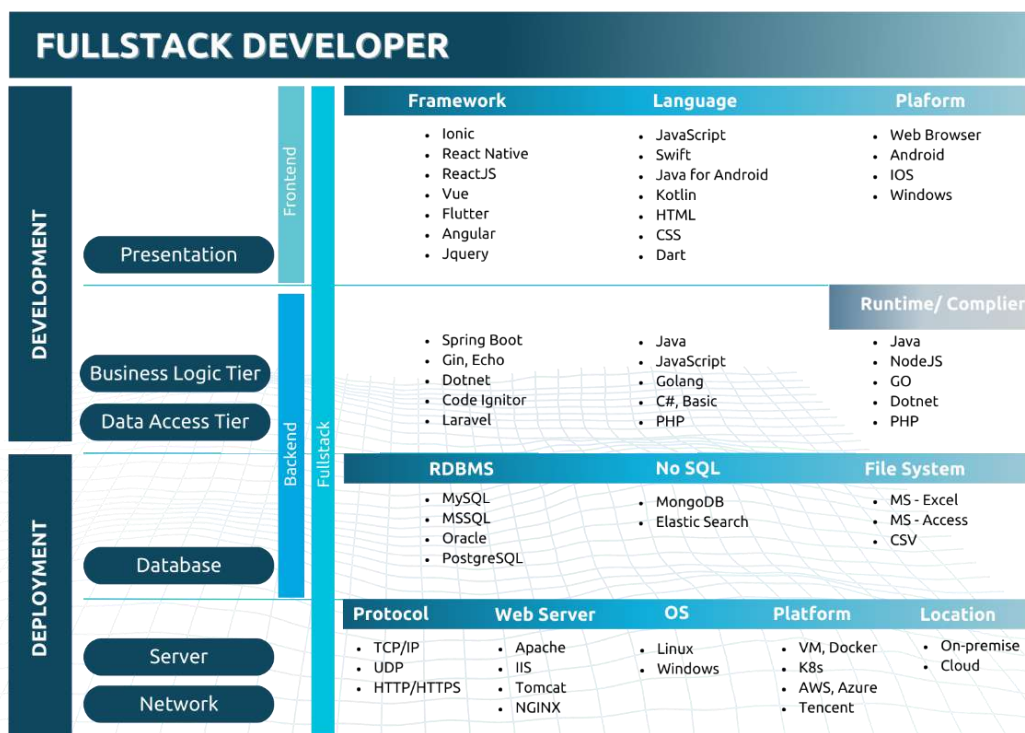 FULLSTACK DEVELOPER
DEVELOPMENT
Frontend
Fullstack
Presentation
Framework
Ionic
React Native
ReactJS
Vue
Flutter
Angular
Jquery
Language
JavaScript
Swift
Java for Android
Kotlin
HTML
CSS
Dart
Plaform
Web Browser
Android
IOS
Windows
Backend
Business Logic Tier
Data Access Tier
Spring Boot
Gin, Echo
Dotnet
Code Ignitor
Laravel
Java
JavaScript
Golang
C#, Basic
PHP
Runtime/ Complier
Java
NodeJS
GO
Dotnet
PHP
DEPLOYMENT
Database
RDBMS
MySQL
MSSQL
Oracle
PostgreSQL
No SQL
MongoDB
Elastic Search
File System
MS - Excel
MS - Access
CSV
Server
Network
Protocol
TCP/IP
UDP
HTTP/HTTPS
Web Server
Apache
IIS
Tomcat
NGINX
OS
Linux
Windows
Platform
VM, Docker
K8s
AWS, Azure
Tencent
Location
On-premise
Cloud